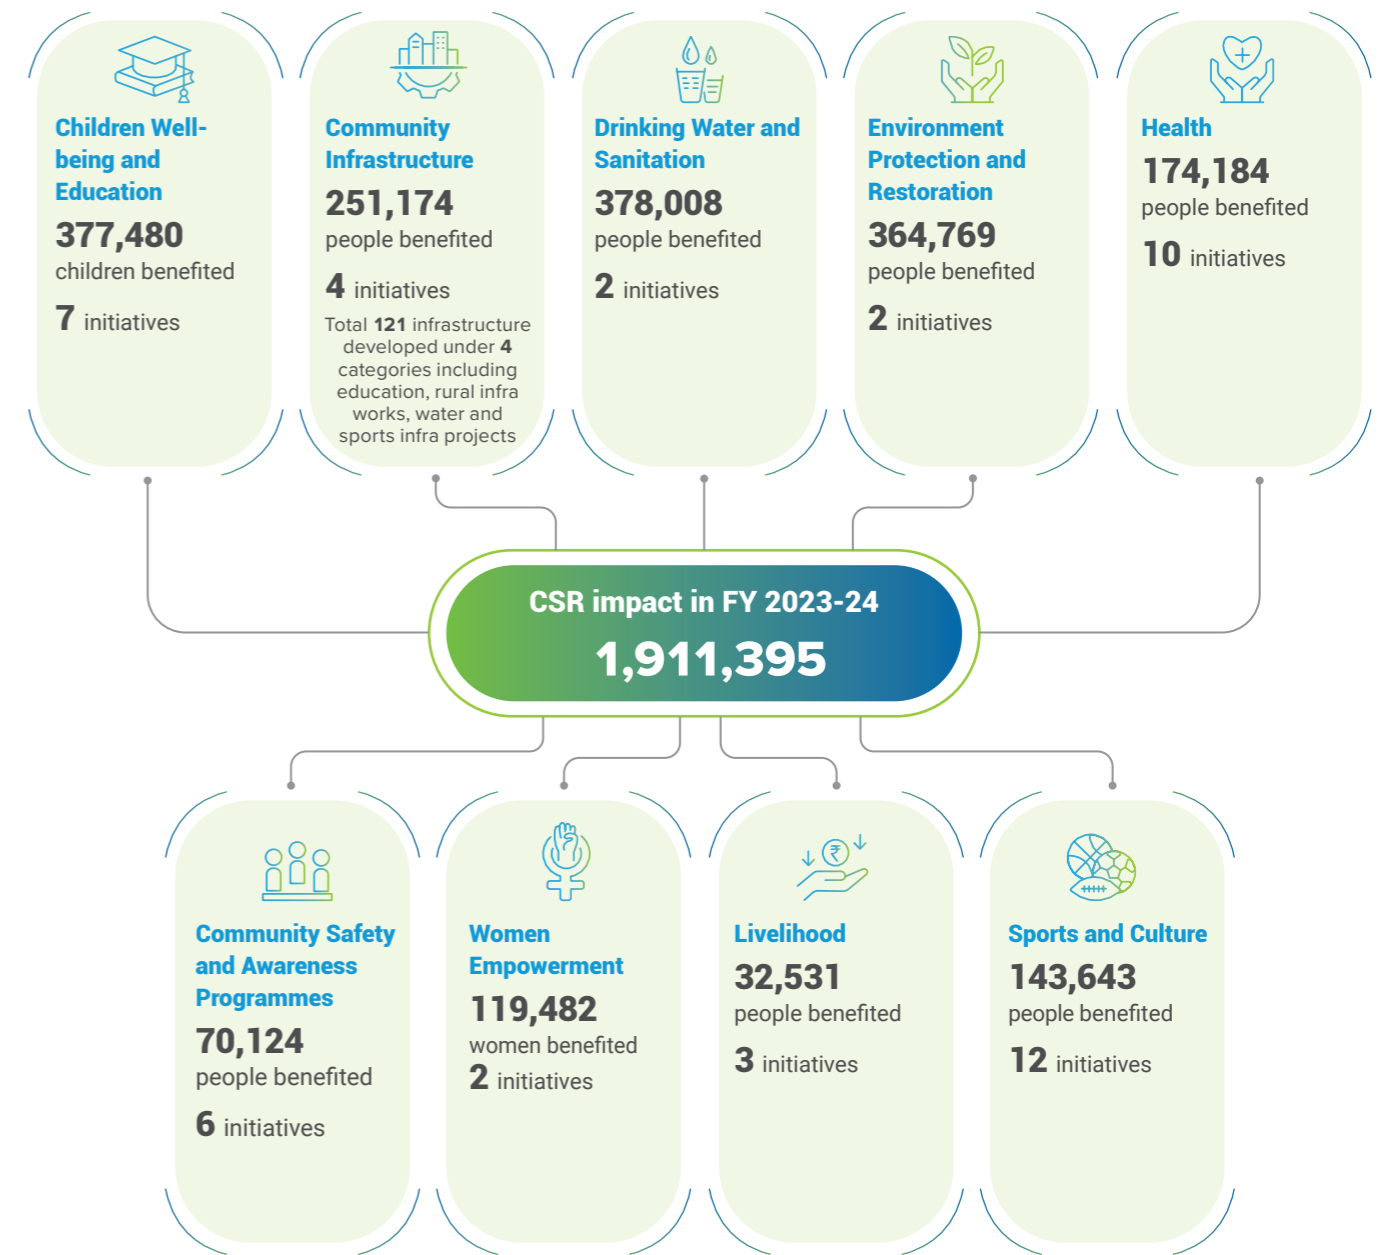 Children Well-
being and
Education
377,480
children benefited
7 initiatives
Community
Infrastructure
251,174
people benefited
4 initiatives
Total 121 infrastructure
developed under 4
categories including
education, rural infra
works, water and
sports infra projects
Drinking Water and
Sanitation
378,008
people benefited
2 initiatives
Environment
Protection and
Restoration
364,769
people benefited
2 initiatives
Health
174,184
people benefited
10 initiatives
CSR impact in FY 2023-24
1,911,395
Community Safety
and Awareness
Programmes
70,124
people benefited
6 initiatives
Women
Empowerment
119,482
women benefited
2 initiatives
₹
Livelihood
32,531
people benefited
3 initiatives
Sports and Culture
143,643
people benefited
12 initiatives